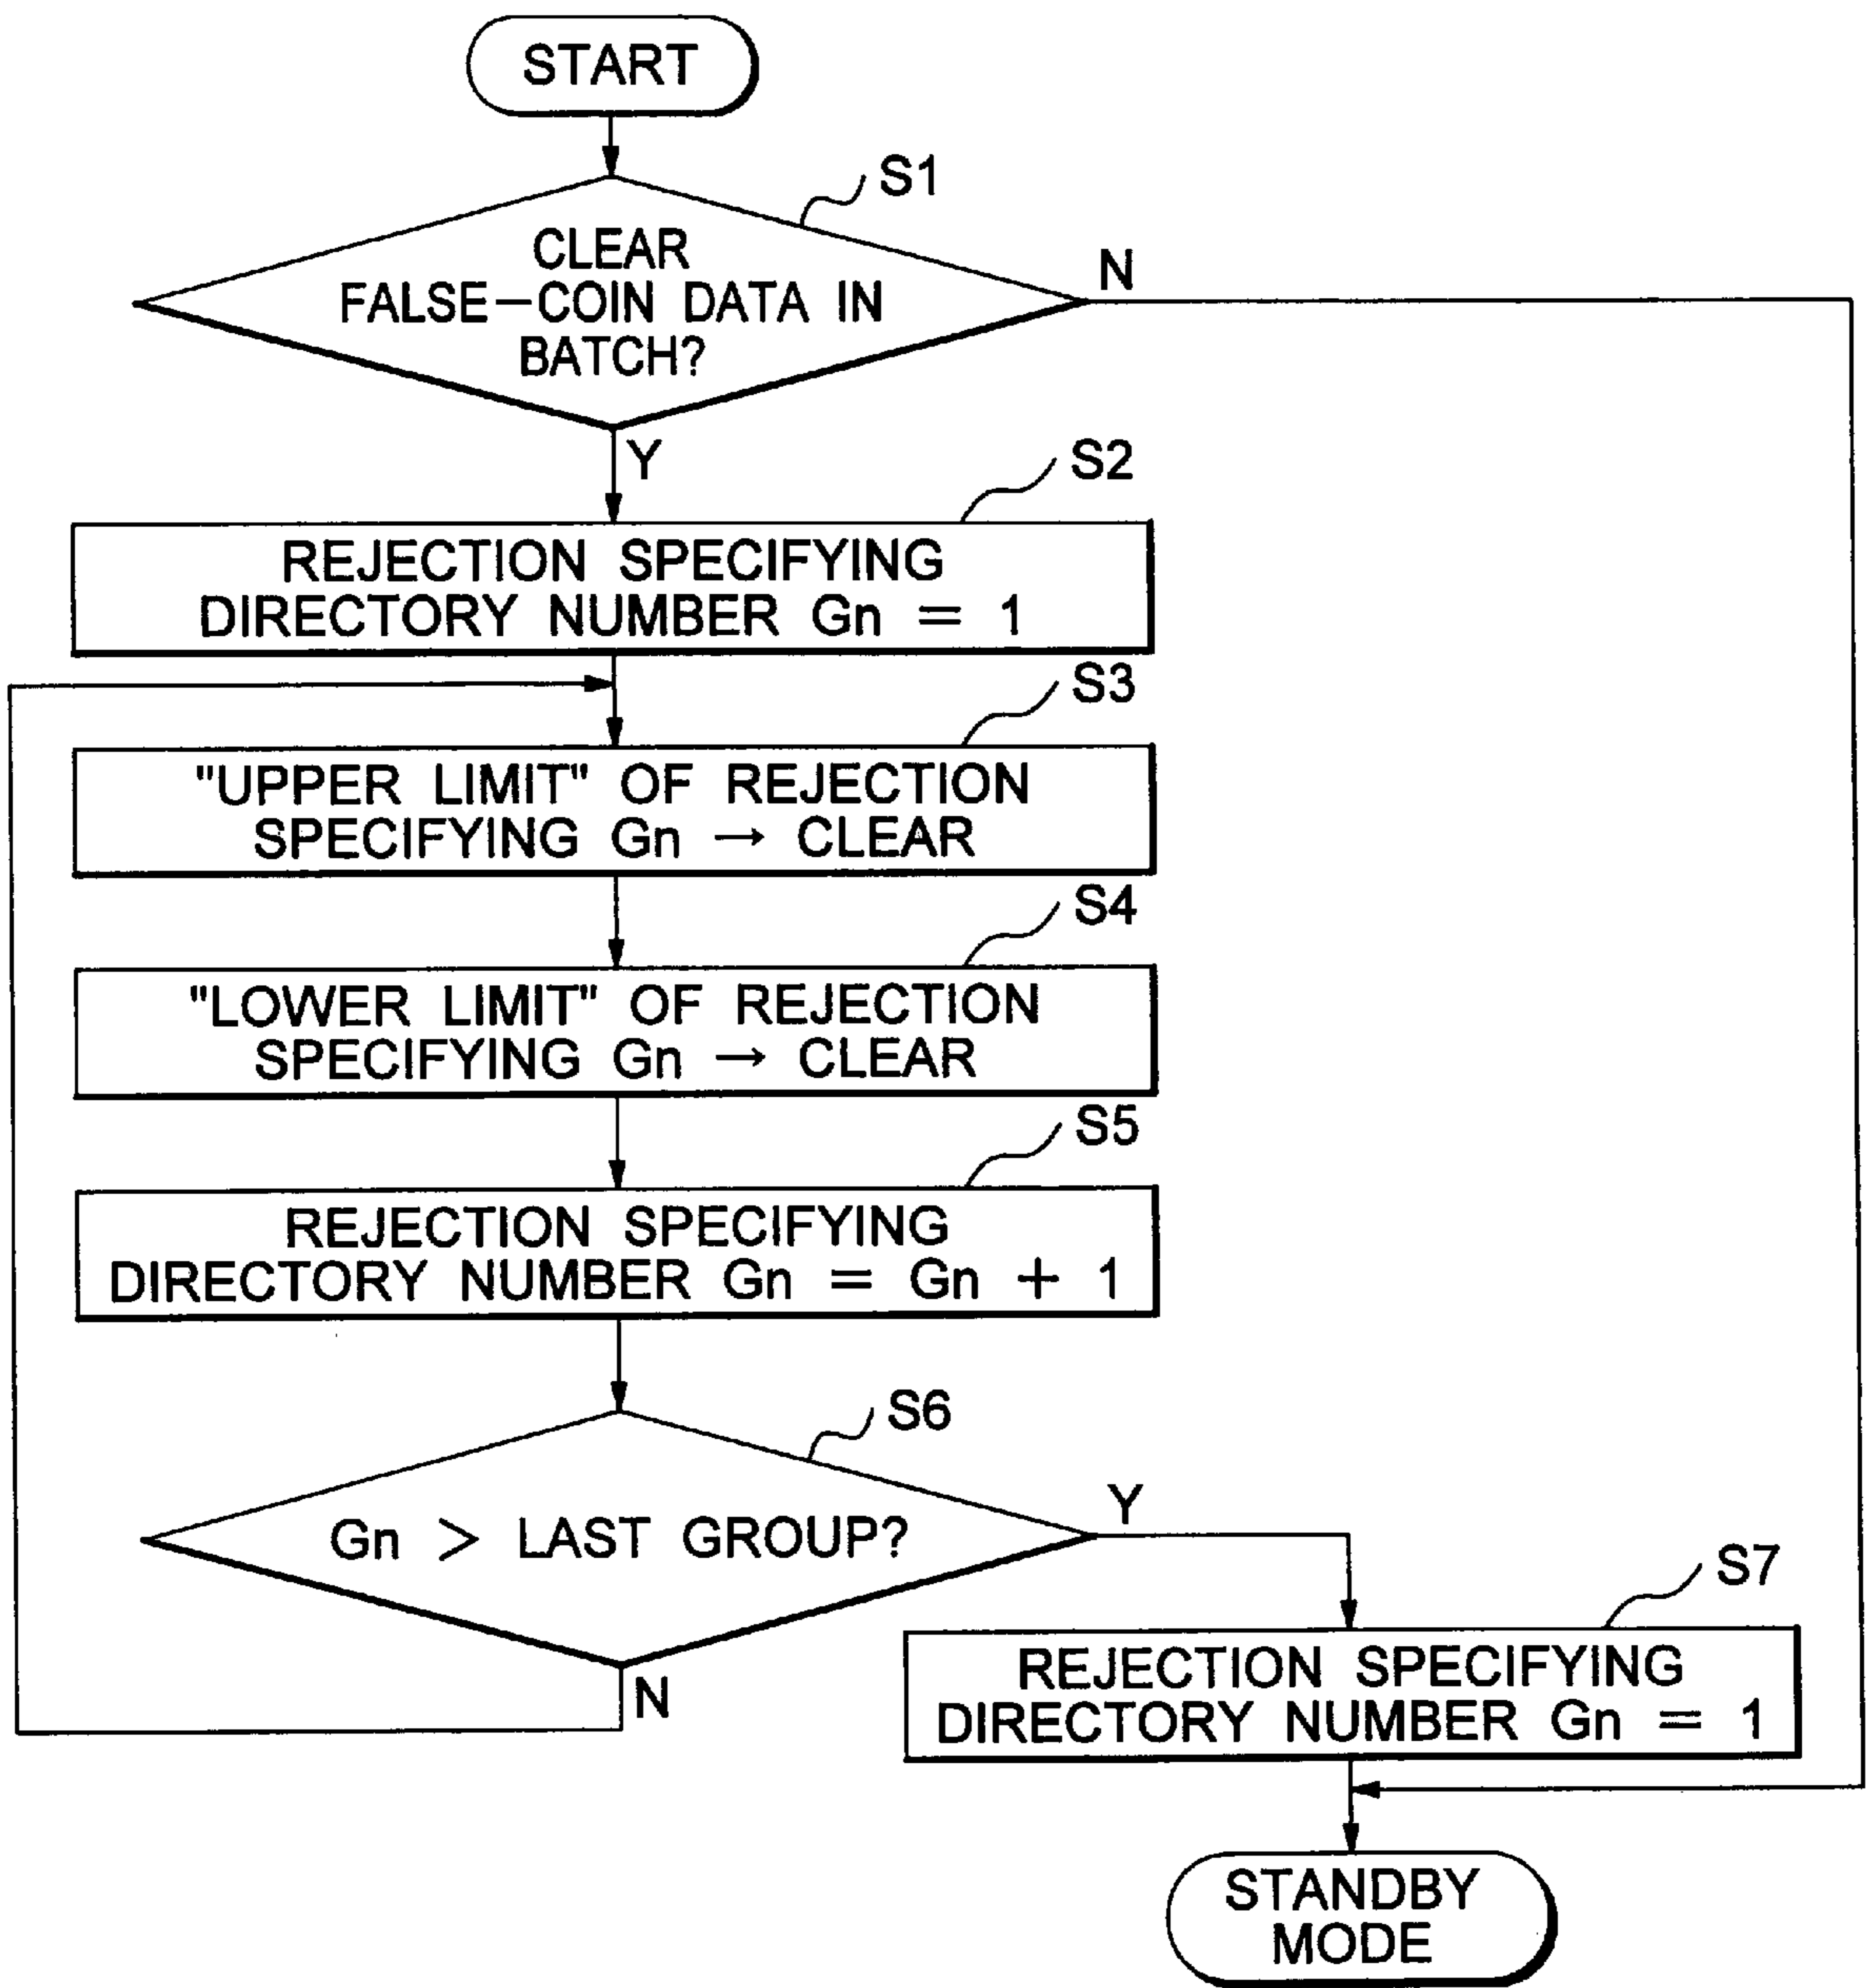 START
S1
CLEAR
FALSE—COIN DATA IN
BATCH?
N
Y
S2
REJECTION SPECIFYING
DIRECTORY NUMBER Gn = 1
S3
"UPPER LIMIT" OF REJECTION
SPECIFYING Gn → CLEAR
S4
"LOWER LIMIT" OF REJECTION
SPECIFYING Gn → CLEAR
S5
REJECTION SPECIFYING
DIRECTORY NUMBER Gn = Gn + 1
S6
Gn > LAST GROUP?
Y
N
S7
REJECTION SPECIFYING
DIRECTORY NUMBER Gn = 1
STANDBY
MODE